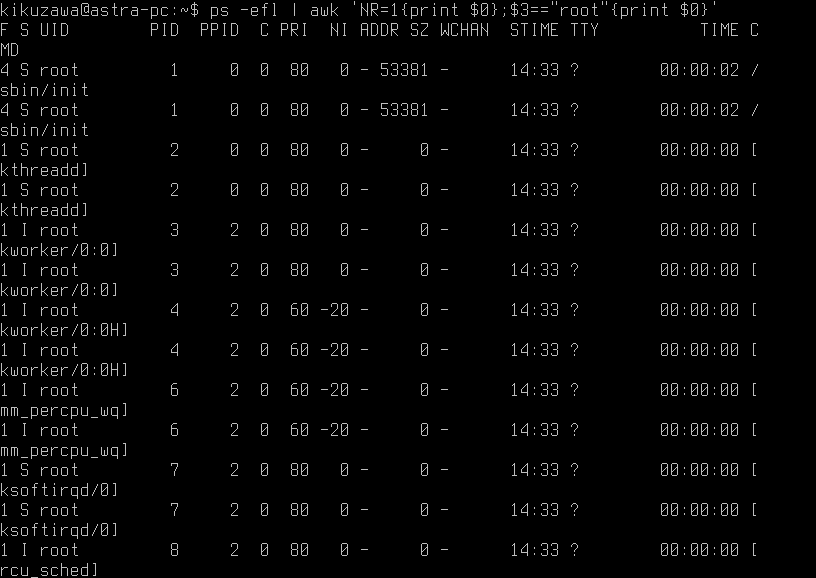 kikuzawa@astra-pc:~$ ps -efl | awk 'NR=1{print $0};$3=="root"{print $0}'
F S UID        PID  PPID  C PRI  NI ADDR SZ WCHAN  STIME TTY          TIME C
MD
4 S root         1     0  0  80   0 - 53381 -      14:33 ?        00:00:02 /
sbin/init
4 S root         1     0  0  80   0 - 53381 -      14:33 ?        00:00:02 /
sbin/init
1 S root         2     0  0  80   0 -     0 -      14:33 ?        00:00:00 [
kthreadd]
1 S root         2     0  0  80   0 -     0 -      14:33 ?        00:00:00 [
kthreadd]
1 I root         3     2  0  80   0 -     0 -      14:33 ?        00:00:00 [
kworker/0:0]
1 I root         3     2  0  80   0 -     0 -      14:33 ?        00:00:00 [
kworker/0:0]
1 I root         4     2  0  60 -20 -     0 -      14:33 ?        00:00:00 [
kworker/0:0H]
1 I root         4     2  0  60 -20 -     0 -      14:33 ?        00:00:00 [
kworker/0:0H]
1 I root         6     2  0  60 -20 -     0 -      14:33 ?        00:00:00 [
mm_percpu_wq]
1 I root         6     2  0  60 -20 -     0 -      14:33 ?        00:00:00 [
mm_percpu_wq]
1 S root         7     2  0  80   0 -     0 -      14:33 ?        00:00:00 [
ksoftirqd/0]
1 S root         7     2  0  80   0 -     0 -      14:33 ?        00:00:00 [
ksoftirqd/0]
1 I root         8     2  0  80   0 -     0 -      14:33 ?        00:00:00 [
rcu_sched]